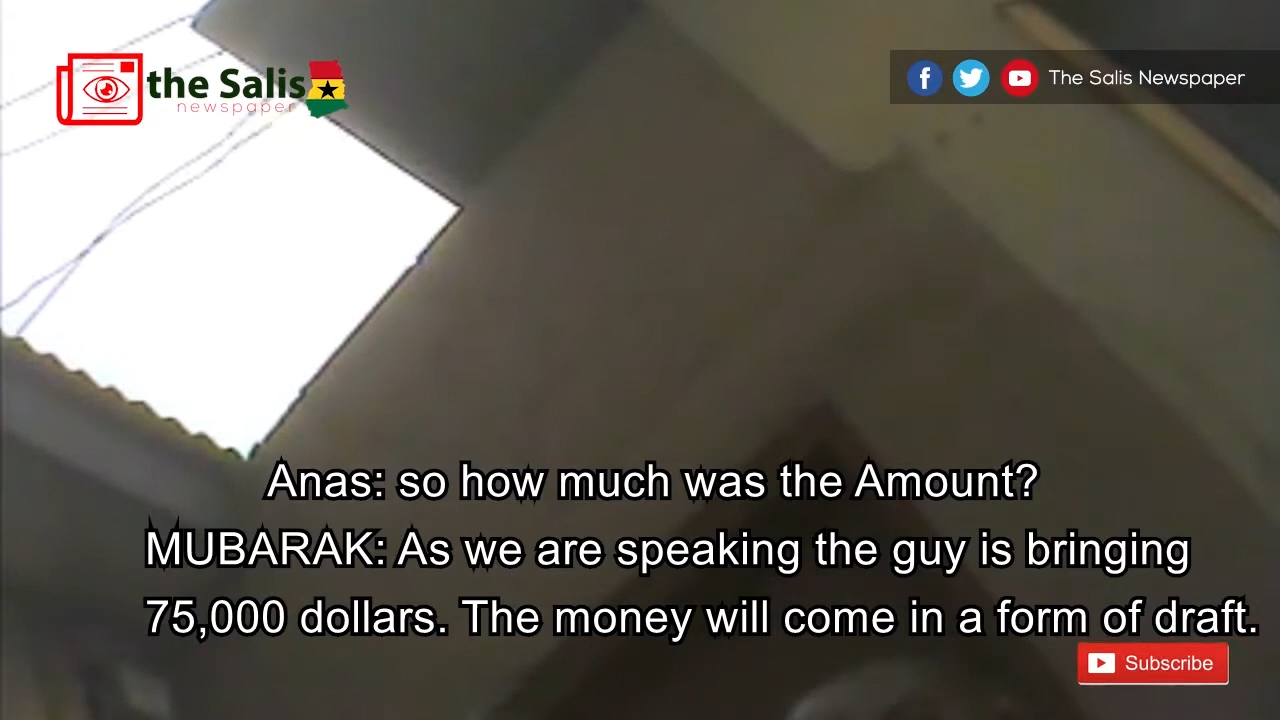 the Salis
newspaper
The Salis Newspaper
Anas: so how much was the Amount?
MUBARAK: As we are speaking the guy is bringing
75,000 dollars. The money will come in a form of draft.
Subscribe